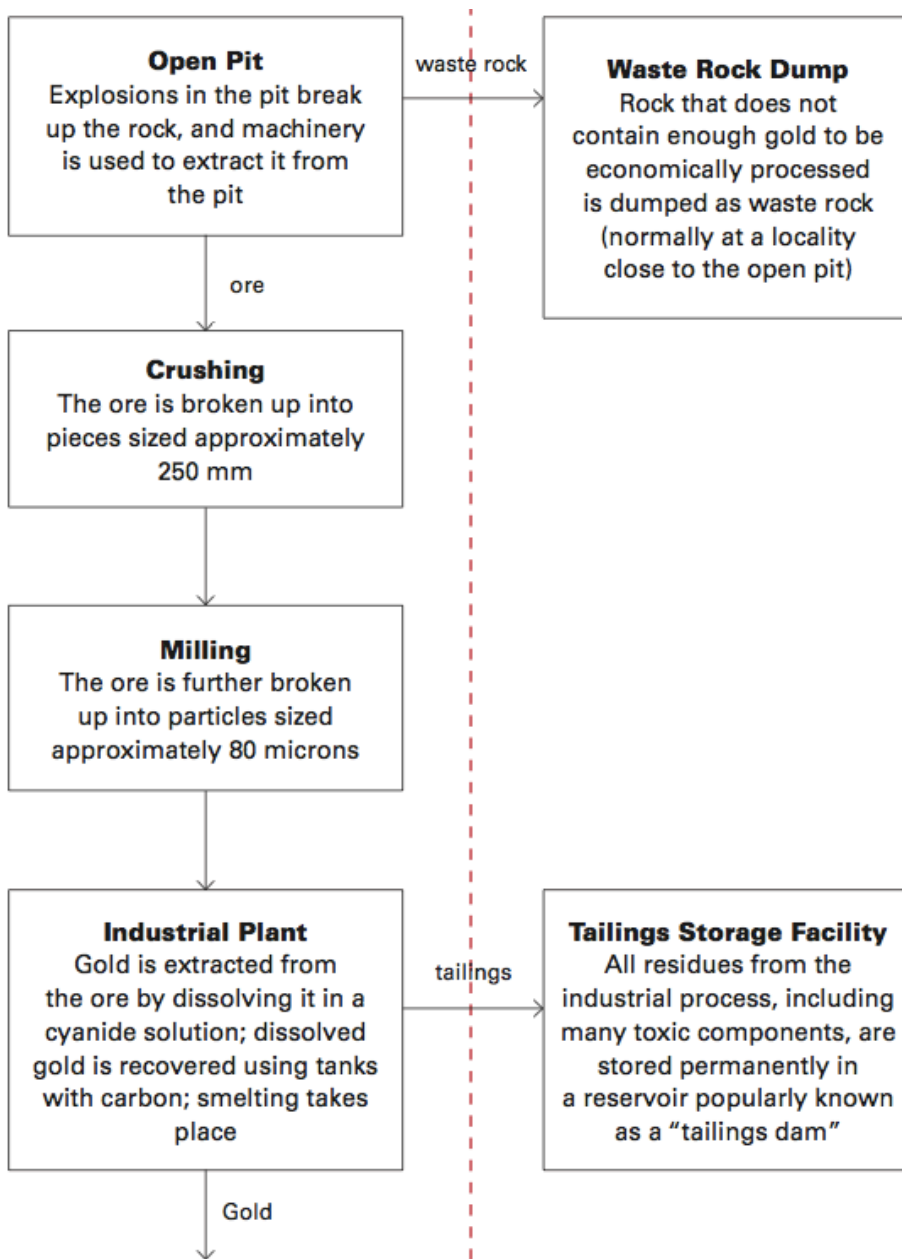 Open Pit
Explosions in the pit break
up the rock, and machinery
is used to extract it from
the pit
waste rock
Waste Rock Dump
Rock that does not
contain enough gold to be
economically processed
is dumped as waste rock
(normally at a locality
close to the open pit)
ore
Crushing
The ore is broken up into
pieces sized approximately
250 mm
Milling
The ore is further broken
up into particles sized
approximately 80 microns
Industrial Plant
Gold is extracted from
the ore by dissolving it in a
cyanide solution; dissolved
gold is recovered using tanks
with carbon; smelting takes
place
tailings
Tailings Storage Facility
All residues from the
industrial process, including
many toxic components, are
stored permanently in
a reservoir popularly known
as a “tailings dam”
Gold